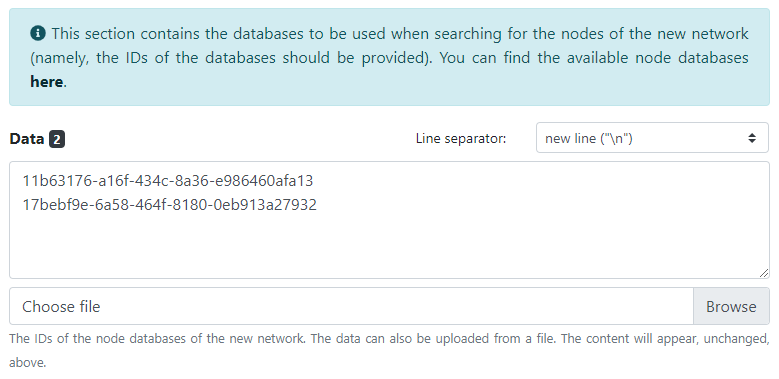 This section contains the databases to be used when searching for the nodes of the new network
(namely, the IDs of the databases should be provided). You can find the available node databases
here.
Data 2
Line separator:
new line ("\n")
11b63176-a16f-434c-8a36-e986460afa13
17bebf9e-6a58-464f-8180-0eb913a27932
Choose file
Browse
The IDs of the node databases of the new network. The data can also be uploaded from a file. The content will appear, unchanged,
above.